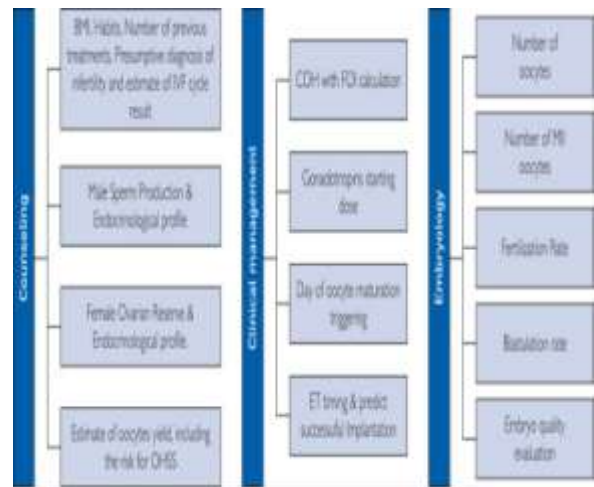 Counseling
BMI, Habits, Number of previous
treatments, Presumptive diagnosis of
infertility and estimate of IVF cycle
result
Male Sperm Production &
Endocrinological profile
Female Ovarian Reserve &
Endocrinological profile
Estimate of oocytes yield, including
the risk for OHSS
Clinical management
COH with FOI calculation
Gonadotropins starting
dose
Day of oocyte maturation
triggering
ET timing & predict
successful Implantation
Embryology
Number of
oocytes
Number of MII
oocytes
Fertilization Rate
Blastulation rate
Embryo quality
evaluation